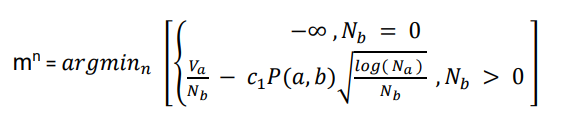 mⁿ = argminₙ [ { −∞ , N_b = 0
V_a / N_b − c₁P(a, b) √( log(N_a) / N_b ) , N_b > 0 ]